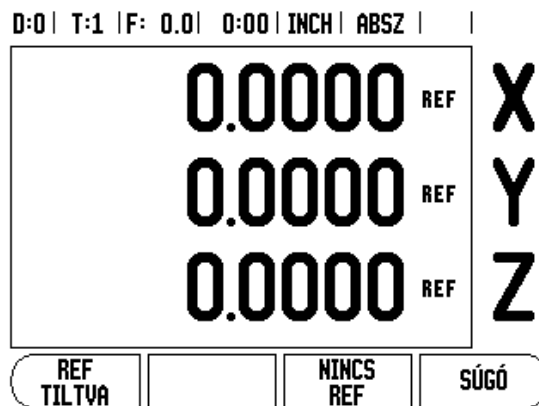 D:0 | T:1 | F: 0.0 | 0:00 | INCH | ABSZ | |
0.0000 REF X
0.0000 REF Y
0.0000 REF Z
REF TILTVA
NINCS REF
SÚGÓ